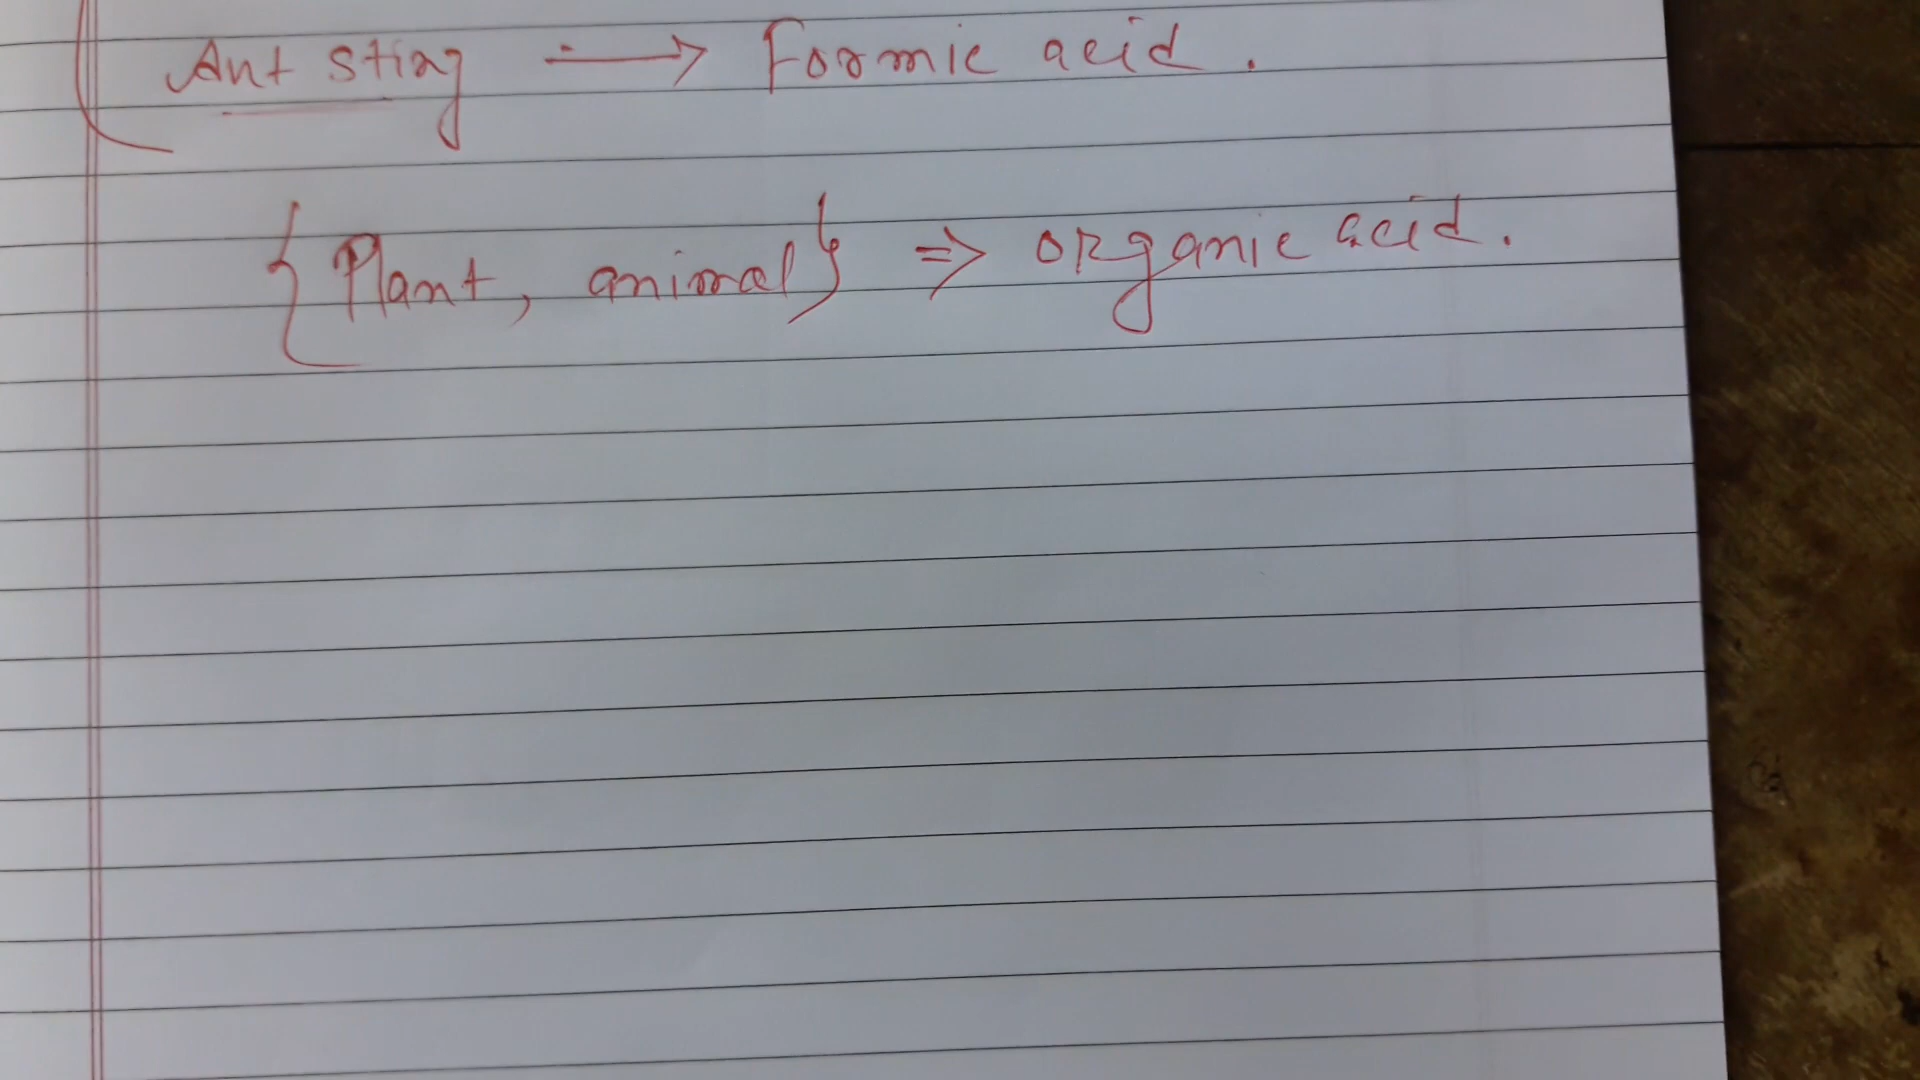 Ant sting → Formic acid.
{Plant, animal} ⇒ organic acid.